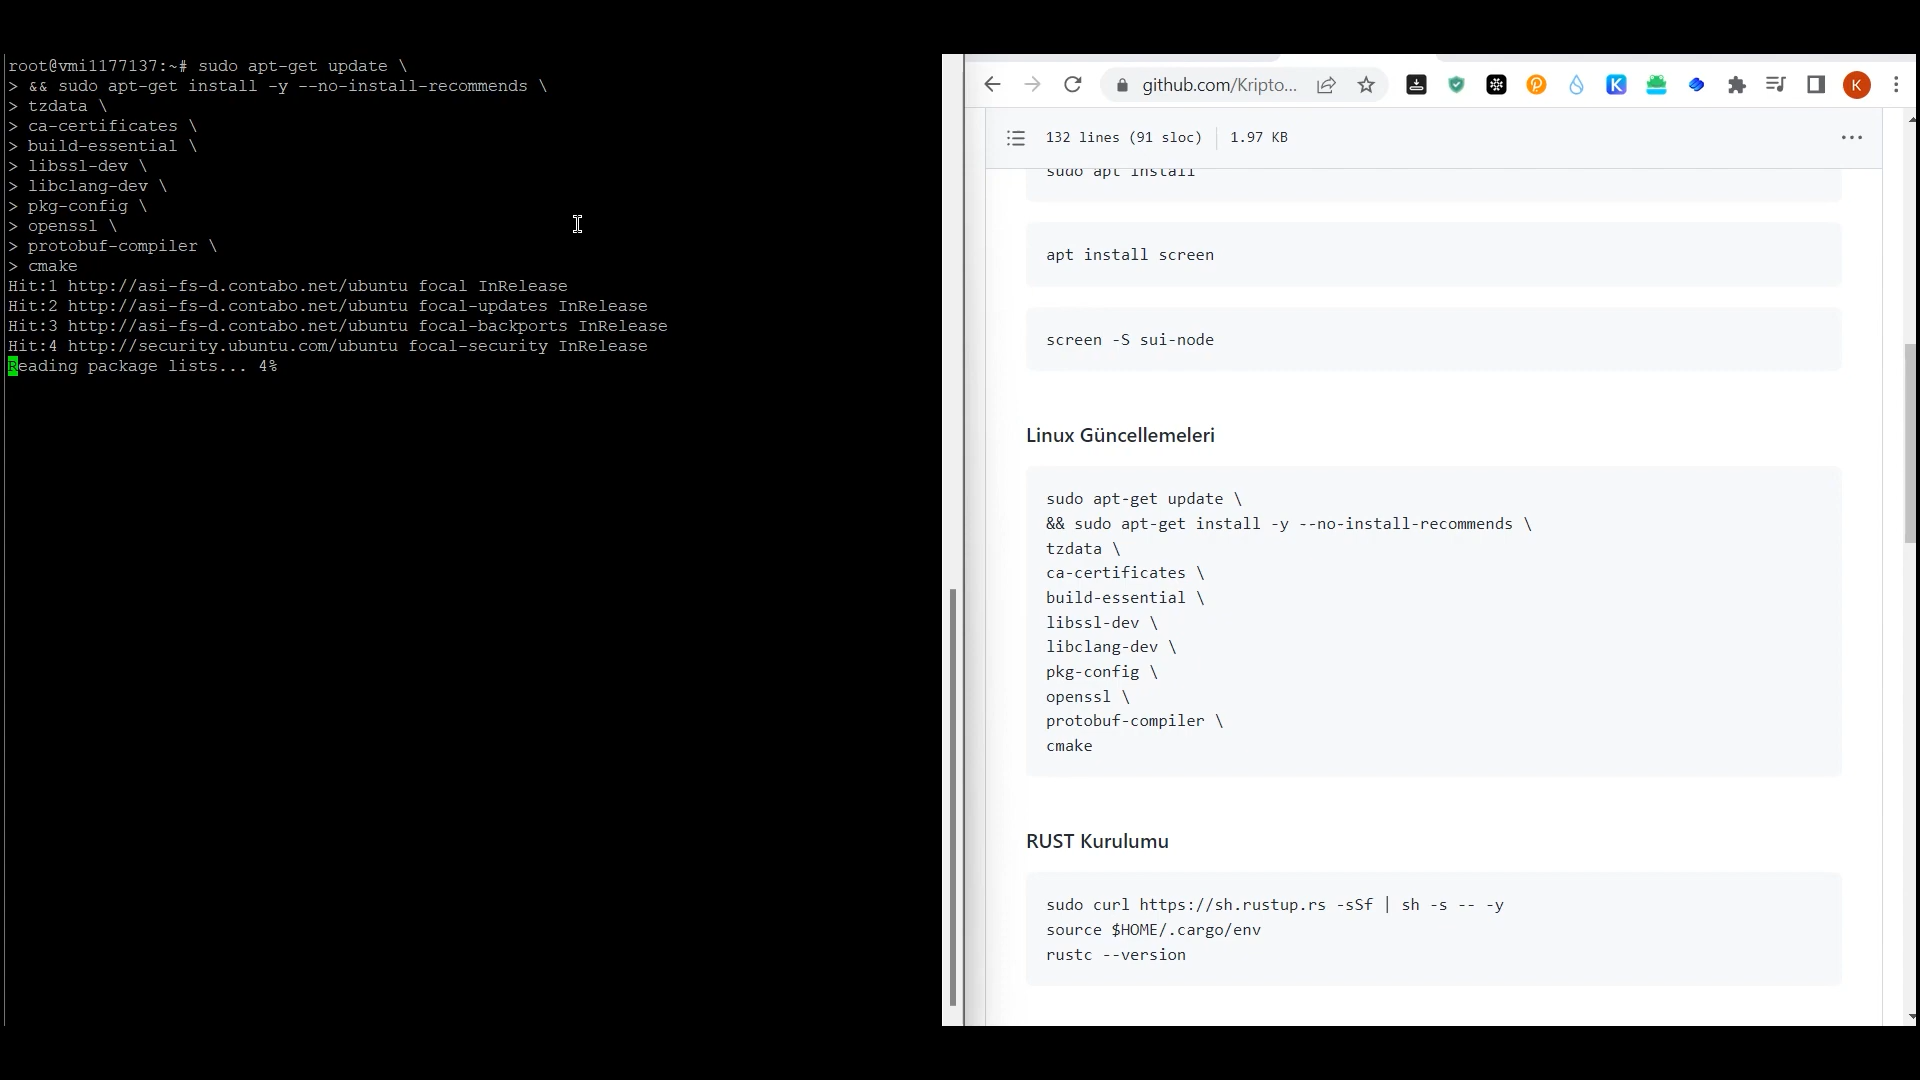 root@vmi1177137:~# sudo apt-get update \
> && sudo apt-get install -y --no-install-recommends \
> tzdata \
> ca-certificates \
> build-essential \
> libssl-dev \
> libclang-dev \
> pkg-config \
> openssl \
> protobuf-compiler \
> cmake
Hit:1 http://asi-fs-d.contabo.net/ubuntu focal InRelease
Hit:2 http://asi-fs-d.contabo.net/ubuntu focal-updates InRelease
Hit:3 http://asi-fs-d.contabo.net/ubuntu focal-backports InRelease
Hit:4 http://security.ubuntu.com/ubuntu focal-security InRelease
Reading package lists... 4%
github.com/Kripto...
K
K
132 lines (91 sloc) 1.97 KB
sudo apt install
apt install screen
screen -S sui-node
Linux Güncellemeleri
sudo apt-get update \
&& sudo apt-get install -y --no-install-recommends \
tzdata \
ca-certificates \
build-essential \
libssl-dev \
libclang-dev \
pkg-config \
openssl \
protobuf-compiler \
cmake
RUST Kurulumu
sudo curl https://sh.rustup.rs -sSf | sh -s -- -y
source $HOME/.cargo/env
rustc --version